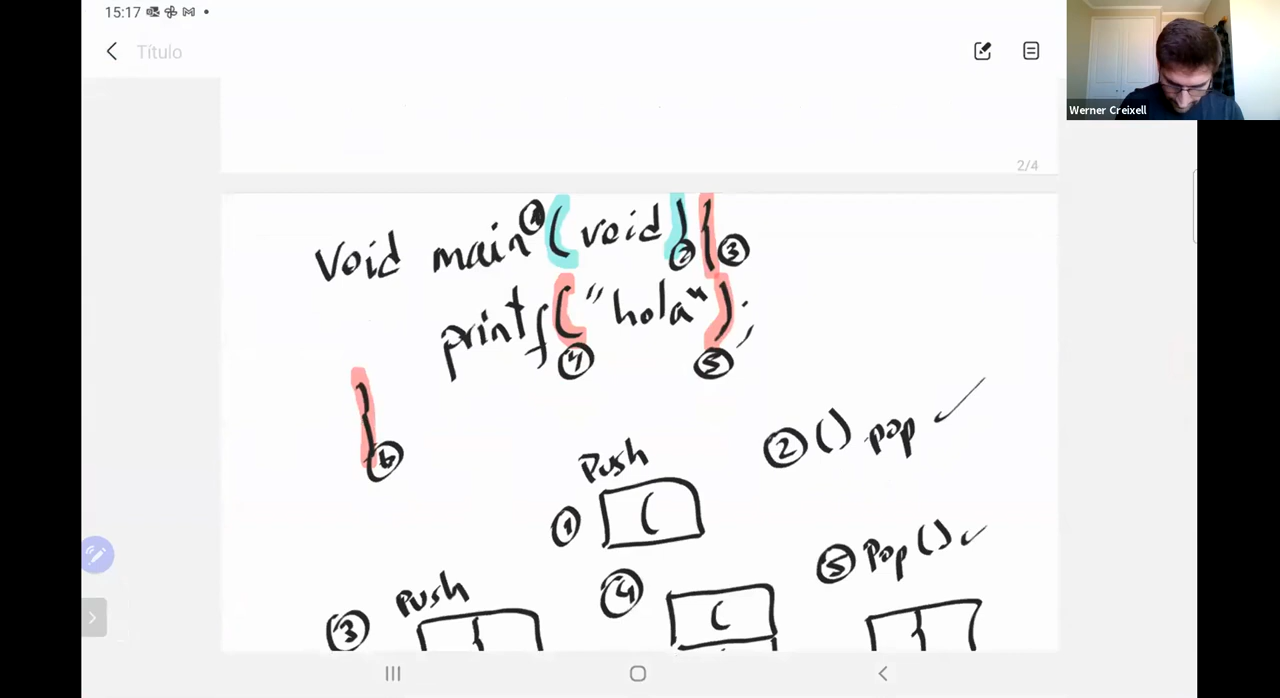 15:17
Título
Werner Creixell
2/4
Void main ① (void) ② { ③
printf ④ ("hola") ⑤ ;
} ⑥
Push
① (
② () pop ✓
③ Push {
④ (
⑤ Pop () ✓
{